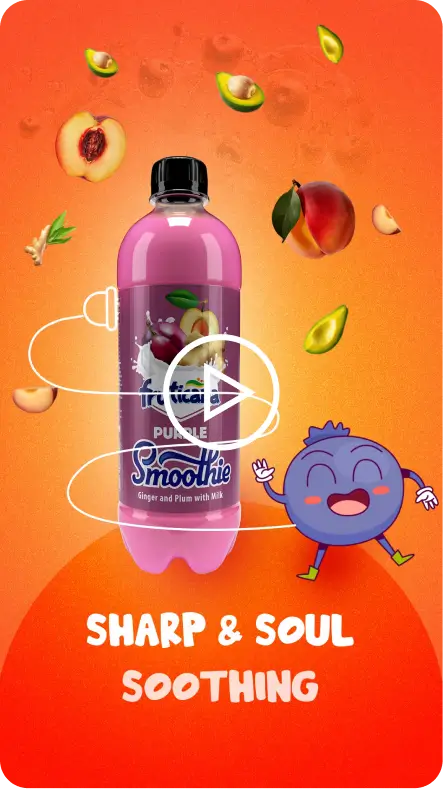 fruticana
PURPLE
Smoothie
Ginger and Plum with Milk
SHARP & SOUL
SOOTHING